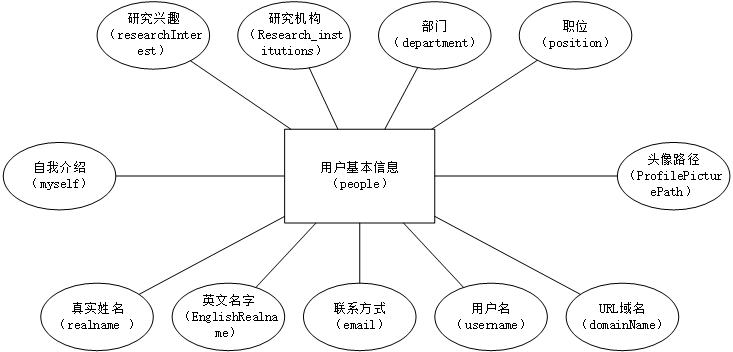 研究兴趣
(researchInter
est)
研究机构
(Research_inst
itutions)
部门
(department)
职位
(position)
自我介绍
(myself)
用户基本信息
(people)
头像路径
(ProfilePictur
ePath)
真实姓名
(realname )
英文名字
(EnglishRealna
me)
联系方式
(email)
用户名
(username)
URL域名
(domainName)